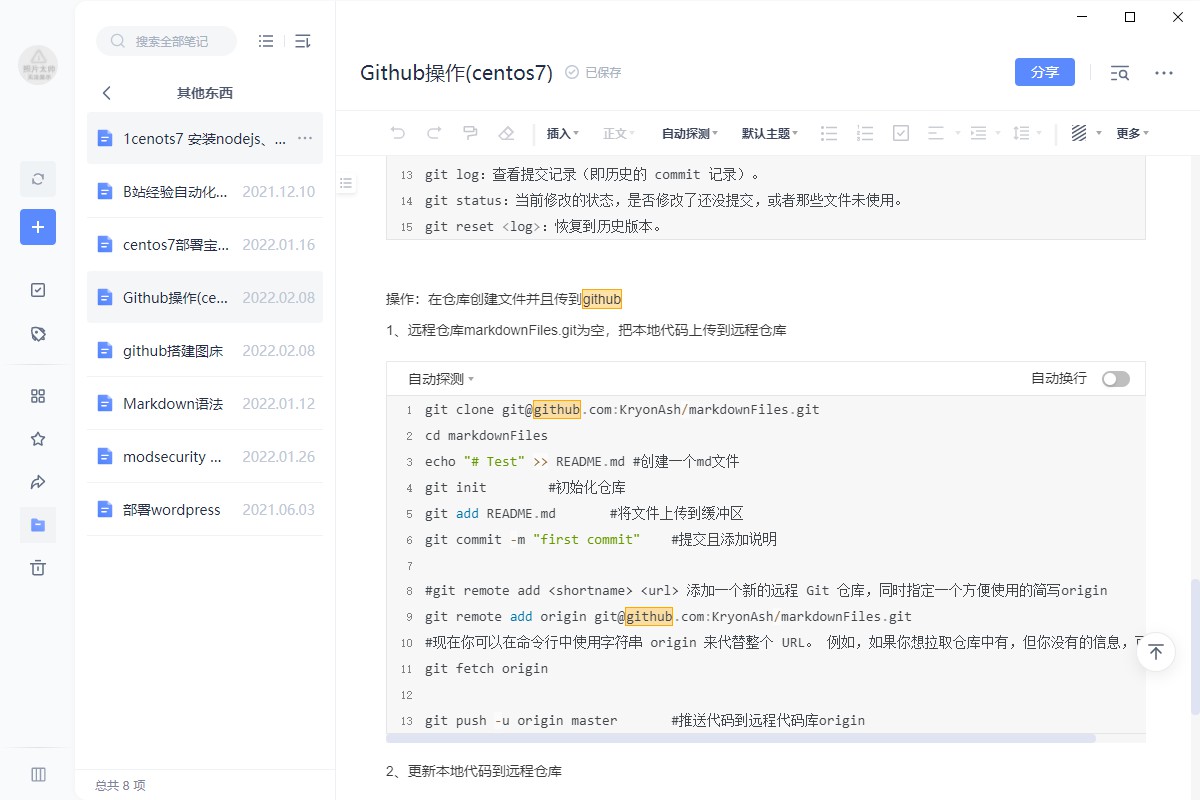 搜索全部笔记
其他东西
1cenots7 安装nodejs、...
B站经验自动化... 2021.12.10
centos7部署宝... 2022.01.16
Github操作(ce... 2022.02.08
github搭建图床 2022.02.08
Markdown语法 2022.01.12
modsecurity ... 2022.01.26
部署wordpress 2021.06.03
总共 8 项
Github操作(centos7) 已保存
分享
插入 正文 自动探测 默认主题 更多
13 git log：查看提交记录（即历史的 commit 记录）。
14 git status：当前修改的状态，是否修改了还没提交，或者那些文件未使用。
15 git reset <log>：恢复到历史版本。
操作：在仓库创建文件并且传到github
1、远程仓库markdownFiles.git为空，把本地代码上传到远程仓库
自动探测 自动换行
1 git clone git@github.com:KryonAsh/markdownFiles.git
2 cd markdownFiles
3 echo "# Test" >> README.md #创建一个md文件
4 git init #初始化仓库
5 git add README.md #将文件上传到缓冲区
6 git commit -m "first commit" #提交且添加说明
7
8 #git remote add <shortname> <url> 添加一个新的远程 Git 仓库，同时指定一个方便使用的简写origin
9 git remote add origin git@github.com:KryonAsh/markdownFiles.git
10 #现在你可以在命令行中使用字符串 origin 来代替整个 URL。 例如，如果你想拉取仓库中有，但你没有的信息，
11 git fetch origin
12
13 git push -u origin master #推送代码到远程代码库origin
2、更新本地代码到远程仓库